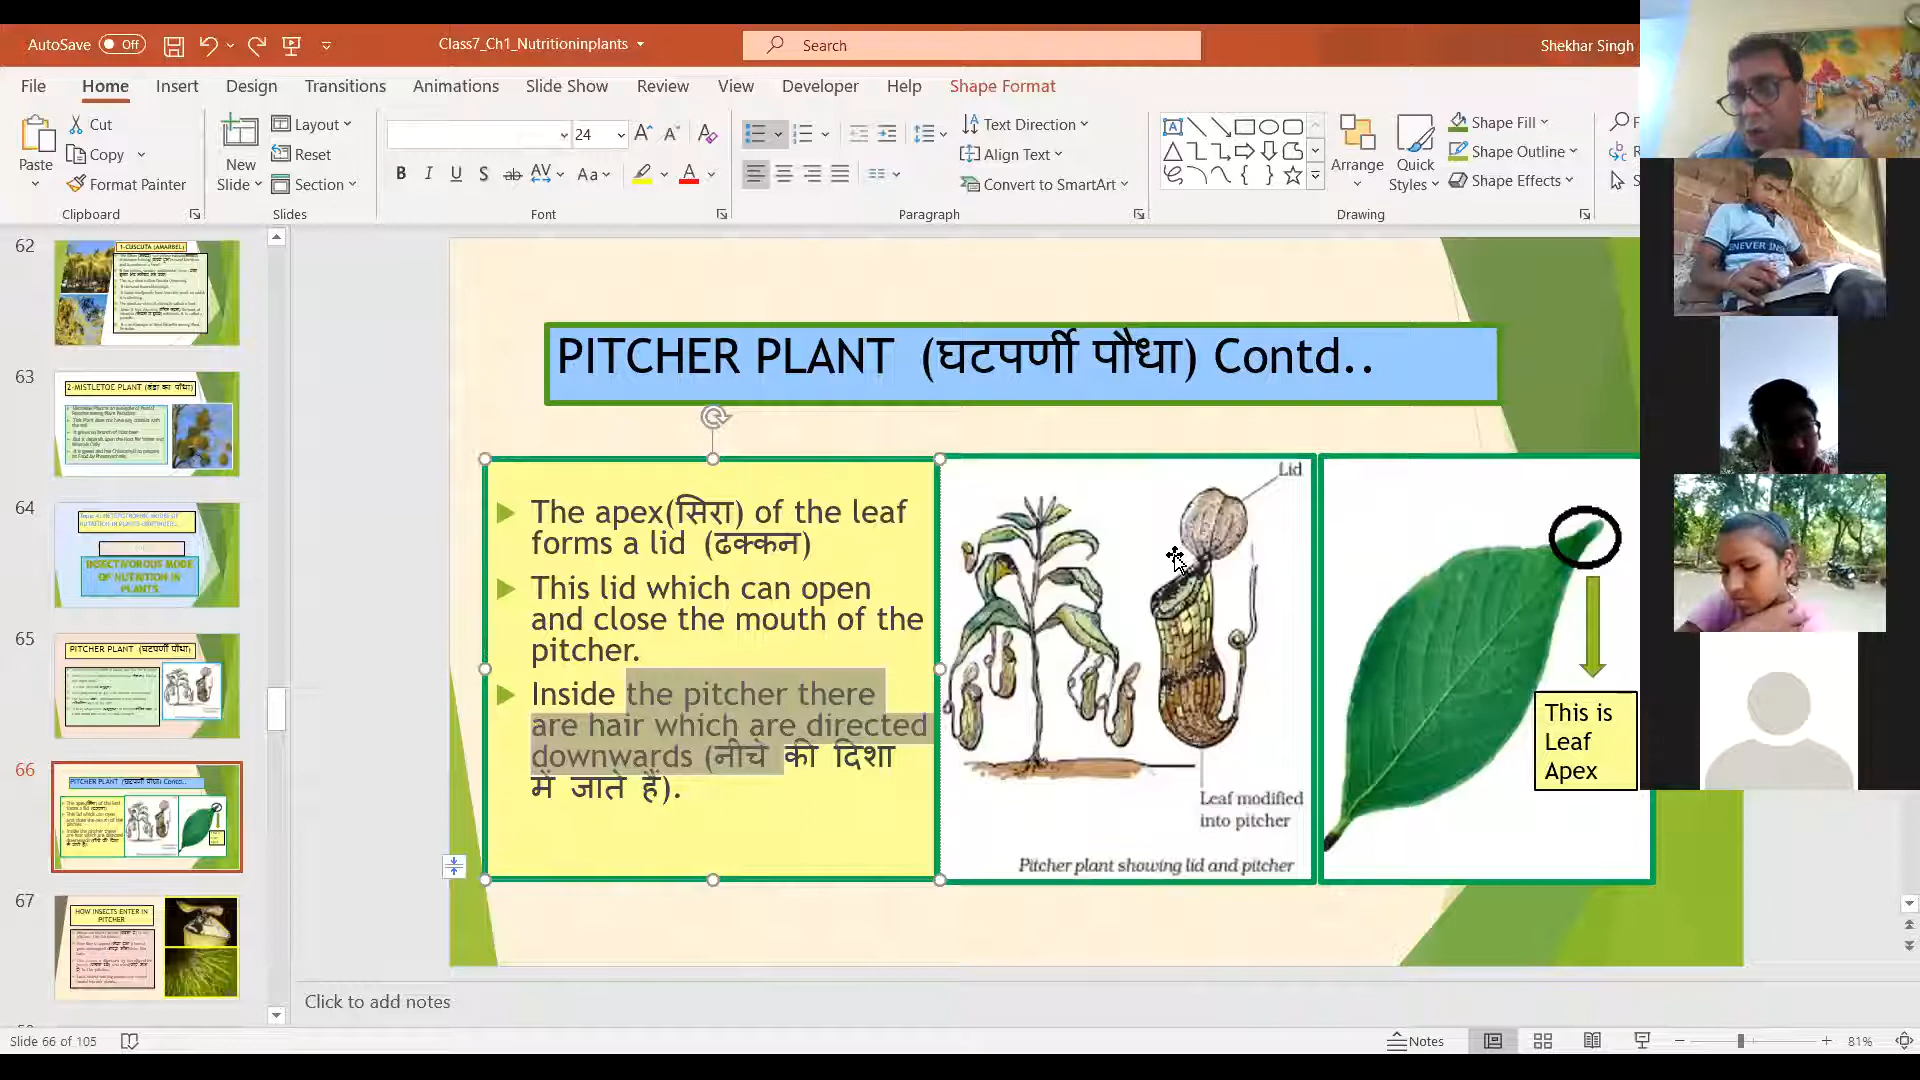 AutoSave Off
Class7_Ch1_Nutritioninplants
Search
Shekhar Singh
File Home Insert Design Transitions Animations Slide Show Review View Developer Help Shape Format
Cut
Copy
Format Painter
Paste
Clipboard
New
Slide
Layout
Reset
Section
Slides
24
B I U S ab AV Aa A
Font
Text Direction
Align Text
Convert to SmartArt
Paragraph
Arrange
Quick
Styles
Shape Fill
Shape Outline
Shape Effects
Drawing
62
1-CUSCUTA (AMARBEL)
63
64
INSECTIVOROUS MODE
OF NUTRITION IN
PLANTS
65
PITCHER PLANT (घटपर्णी पौधा)
66
PITCHER PLANT (घटपर्णी पौधा) Contd..
67
HOW INSECTS ENTER IN
PITCHER
PITCHER PLANT (घटपर्णी पौधा) Contd..
The apex(सिरा) of the leaf
forms a lid (ढक्कन)
This lid which can open
and close the mouth of the
pitcher.
Inside the pitcher there
are hair which are directed
downwards (नीचे की दिशा
में जाते हैं).
Lid
Leaf modified
into pitcher
Pitcher plant showing lid and pitcher
This is
Leaf
Apex
Click to add notes
Slide 66 of 105
Notes
81%